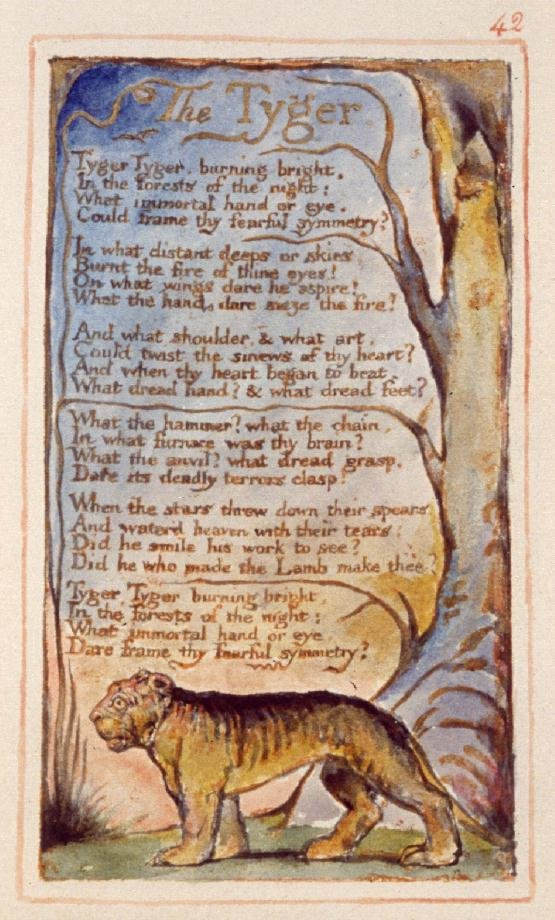 42
The Tyger
Tyger Tyger, burning bright,
In the forests of the night:
What immortal hand or eye,
Could frame thy fearful symmetry?
In what distant deeps or skies
Burnt the fire of thine eyes!
On what wings dare he aspire!
What the hand, dare sieze the fire!
And what shoulder, & what art,
Could twist the sinews of thy heart?
And when thy heart began to beat,
What dread hand? & what dread feet?
What the hammer? what the chain,
In what furnace was thy brain?
What the anvil? what dread grasp,
Dare its deadly terrors clasp!
When the stars threw down their spears
And water'd heaven with their tears:
Did he smile his work to see?
Did he who made the Lamb make thee?
Tyger Tyger burning bright,
In the forests of the night:
What immortal hand or eye,
Dare frame thy fearful symmetry?